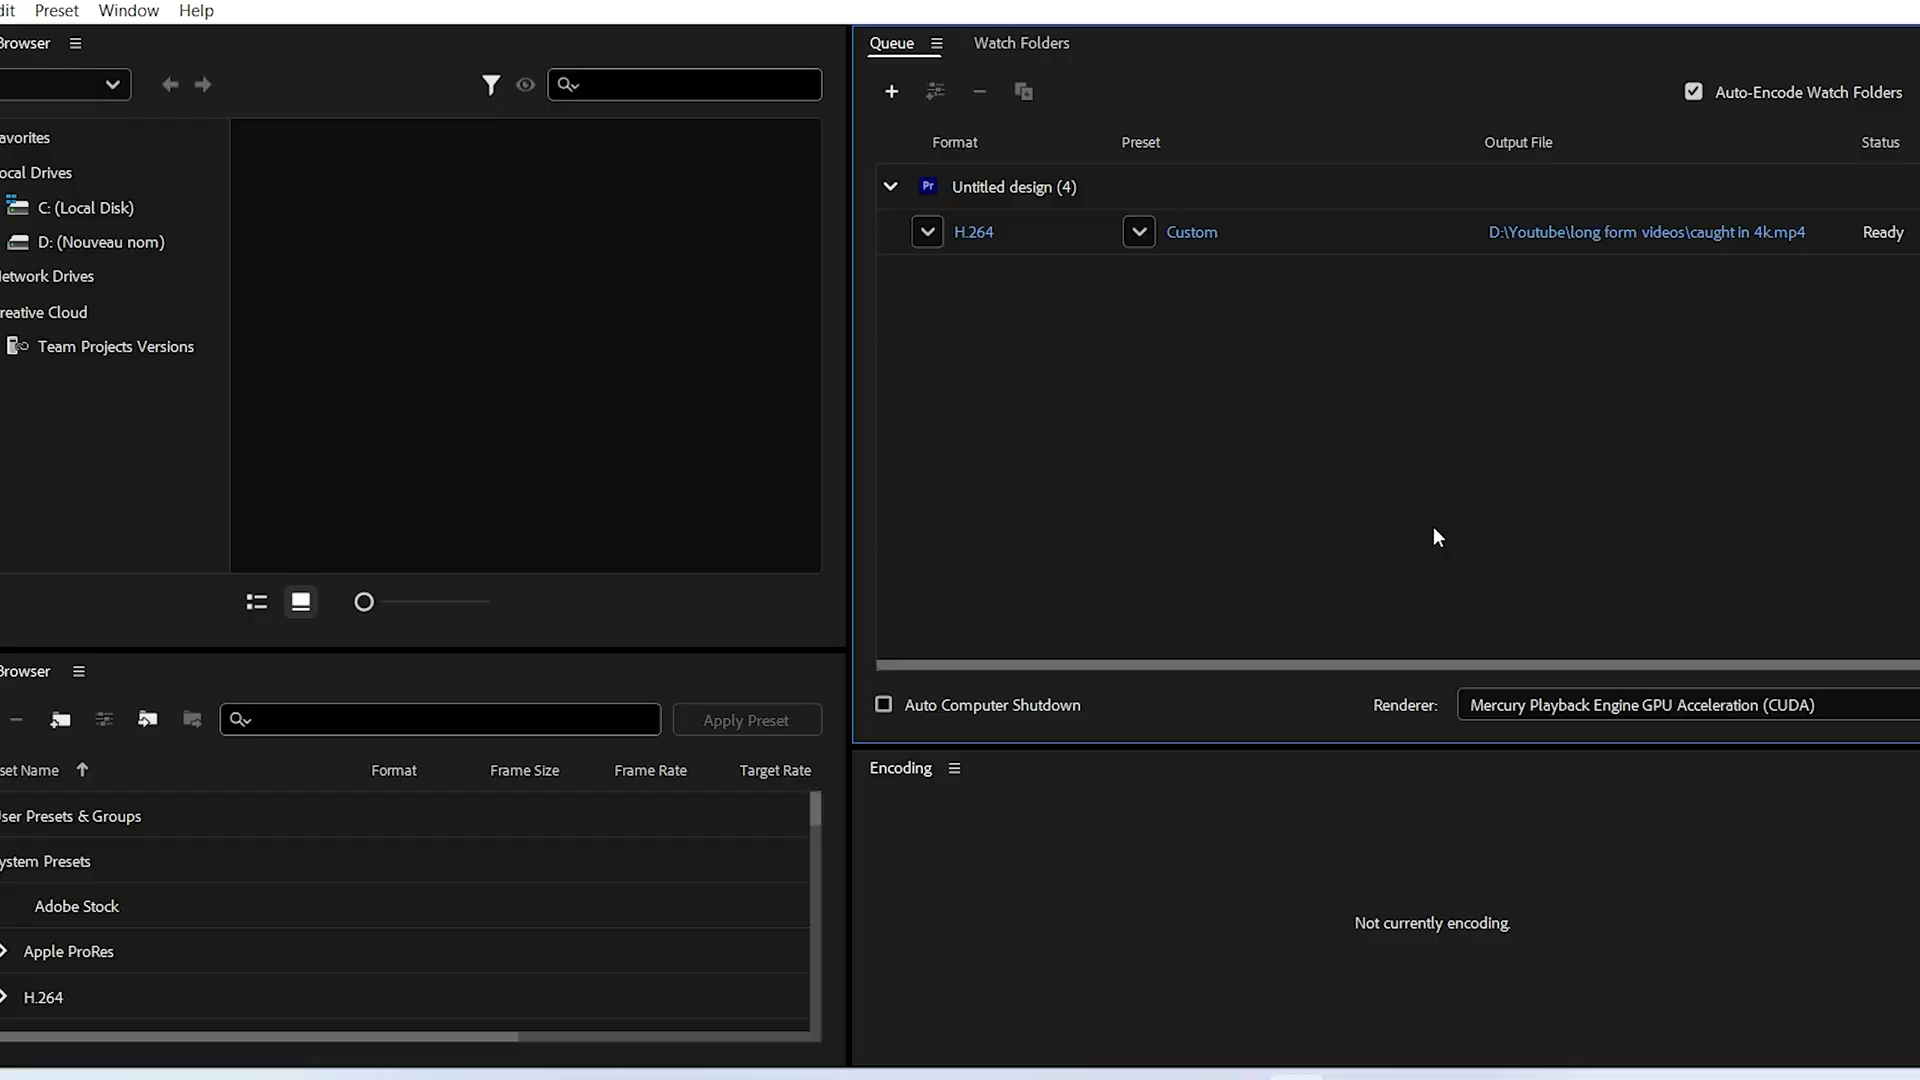 dit Preset Window Help
Browser
avorites
ocal Drives
C: (Local Disk)
D: (Nouveau nom)
letwork Drives
reative Cloud
Team Projects Versions
Queue Watch Folders
Auto-Encode Watch Folders
Format Preset Output File Status
Pr Untitled design (4)
H.264 Custom D:\Youtube\long form videos\caught in 4k.mp4 Ready
Auto Computer Shutdown Renderer: Mercury Playback Engine GPU Acceleration (CUDA)
Browser
Apply Preset
set Name Format Frame Size Frame Rate Target Rate
User Presets & Groups
ystem Presets
Adobe Stock
Apple ProRes
H.264
Encoding
Not currently encoding.